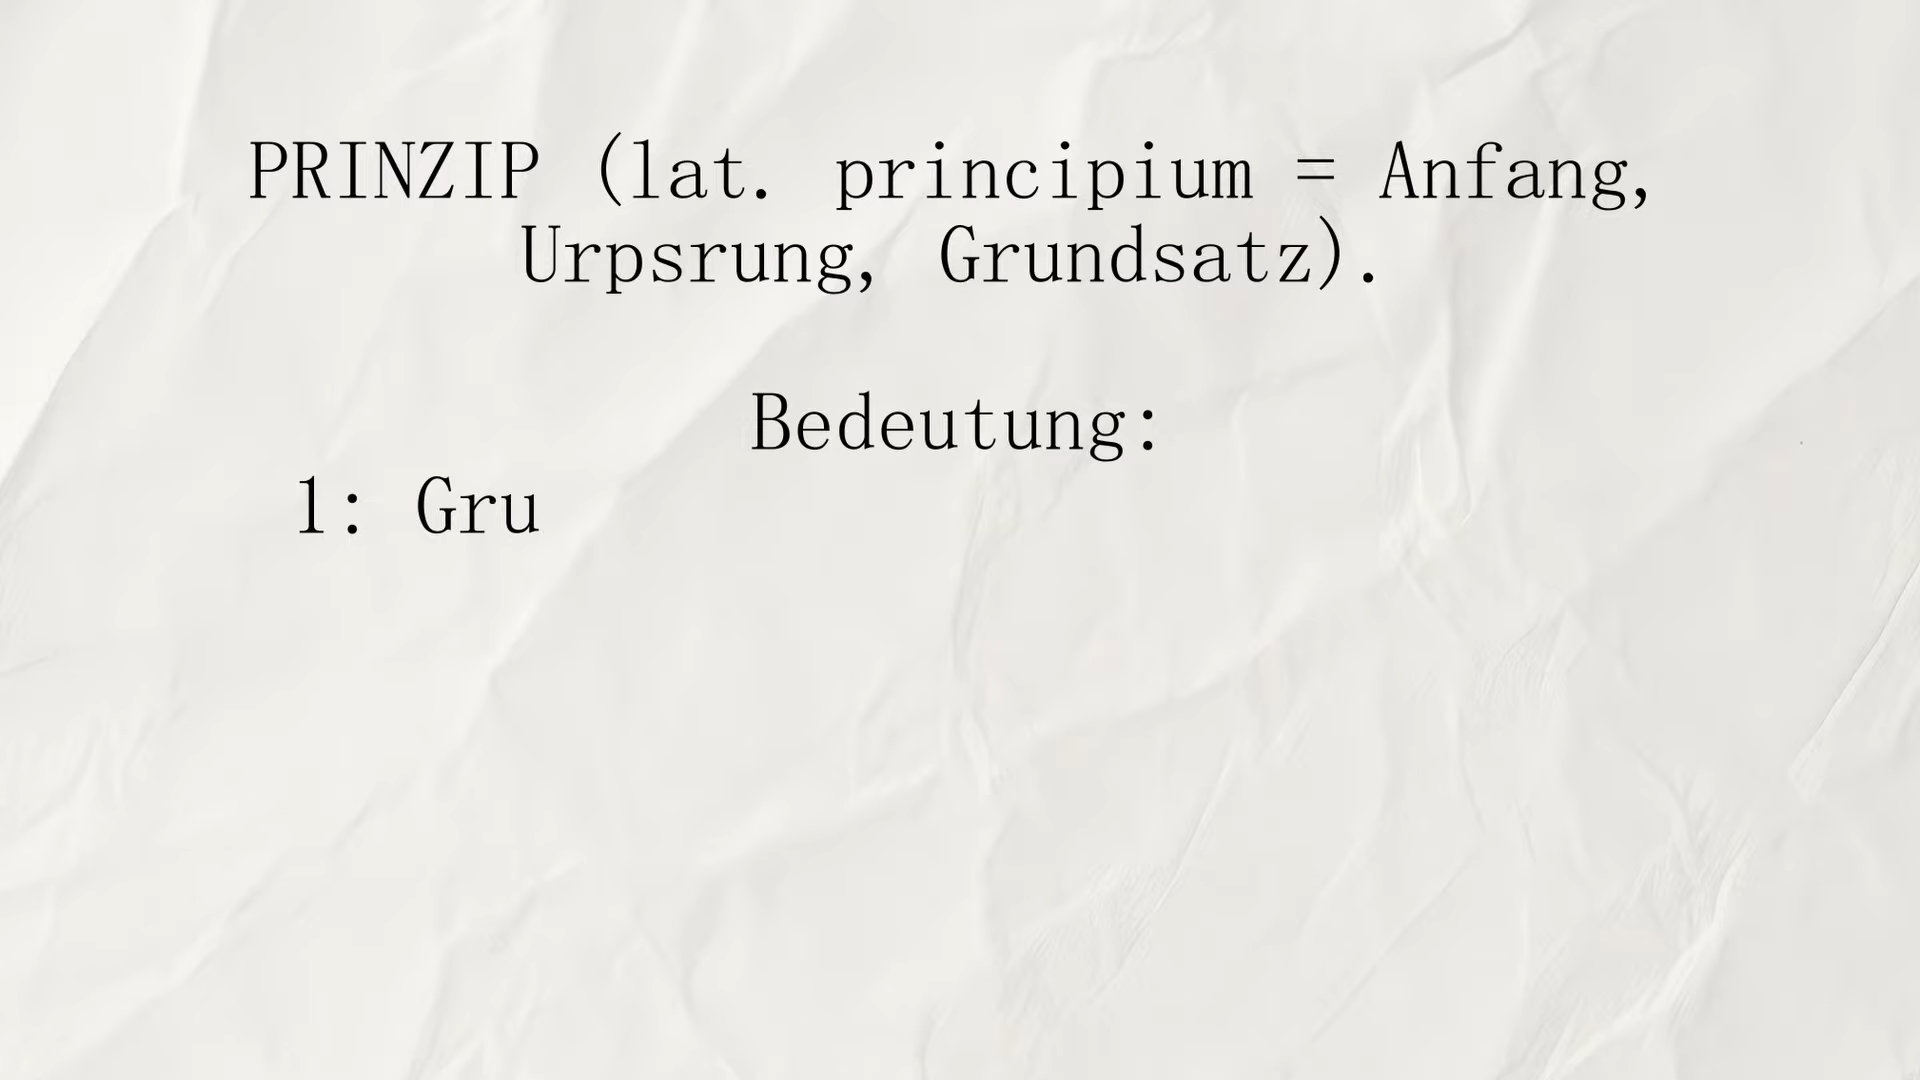 PRINZIP (lat. principium = Anfang,
Urpsrung, Grundsatz).
Bedeutung:
1: Gru